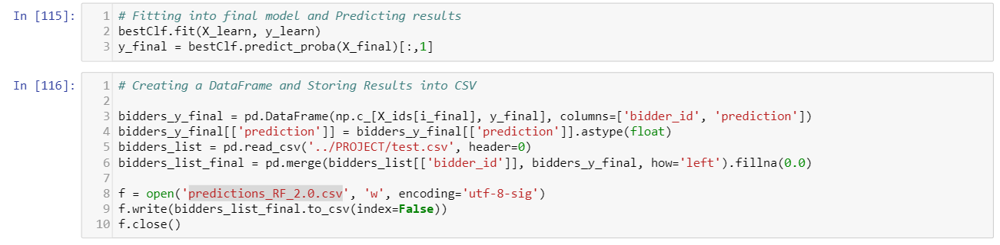 In [115]:
1 # Fitting into final model and Predicting results
2 bestClf.fit(X_learn, y_learn)
3 y_final = bestClf.predict_proba(X_final)[:,1]
In [116]:
1 # Creating a DataFrame and Storing Results into CSV
2
3 bidders_y_final = pd.DataFrame(np.c_[X_ids[i_final], y_final], columns=['bidder_id', 'prediction'])
4 bidders_y_final[['prediction']] = bidders_y_final[['prediction']].astype(float)
5 bidders_list = pd.read_csv('../PROJECT/test.csv', header=0)
6 bidders_list_final = pd.merge(bidders_list[['bidder_id']], bidders_y_final, how='left').fillna(0.0)
7
8 f = open('predictions_RF_2.0.csv', 'w', encoding='utf-8-sig')
9 f.write(bidders_list_final.to_csv(index=False))
10 f.close()